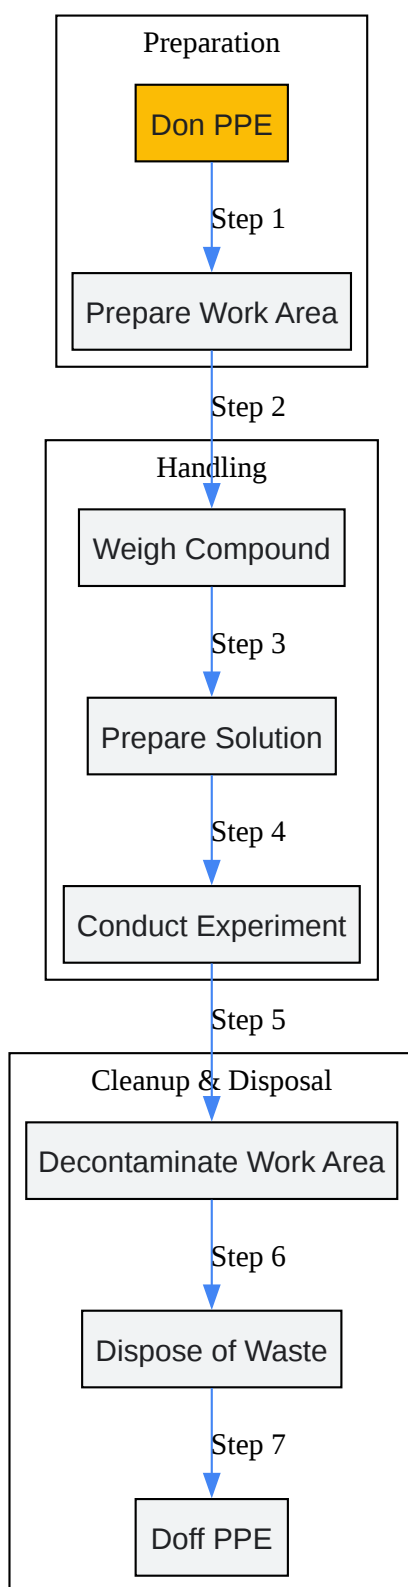 Preparation
Don PPE
Step 1
Prepare Work Area
Step 2
Handling
Weigh Compound
Step 3
Prepare Solution
Step 4
Conduct Experiment
Step 5
Cleanup & Disposal
Decontaminate Work Area
Step 6
Dispose of Waste
Step 7
Doff PPE